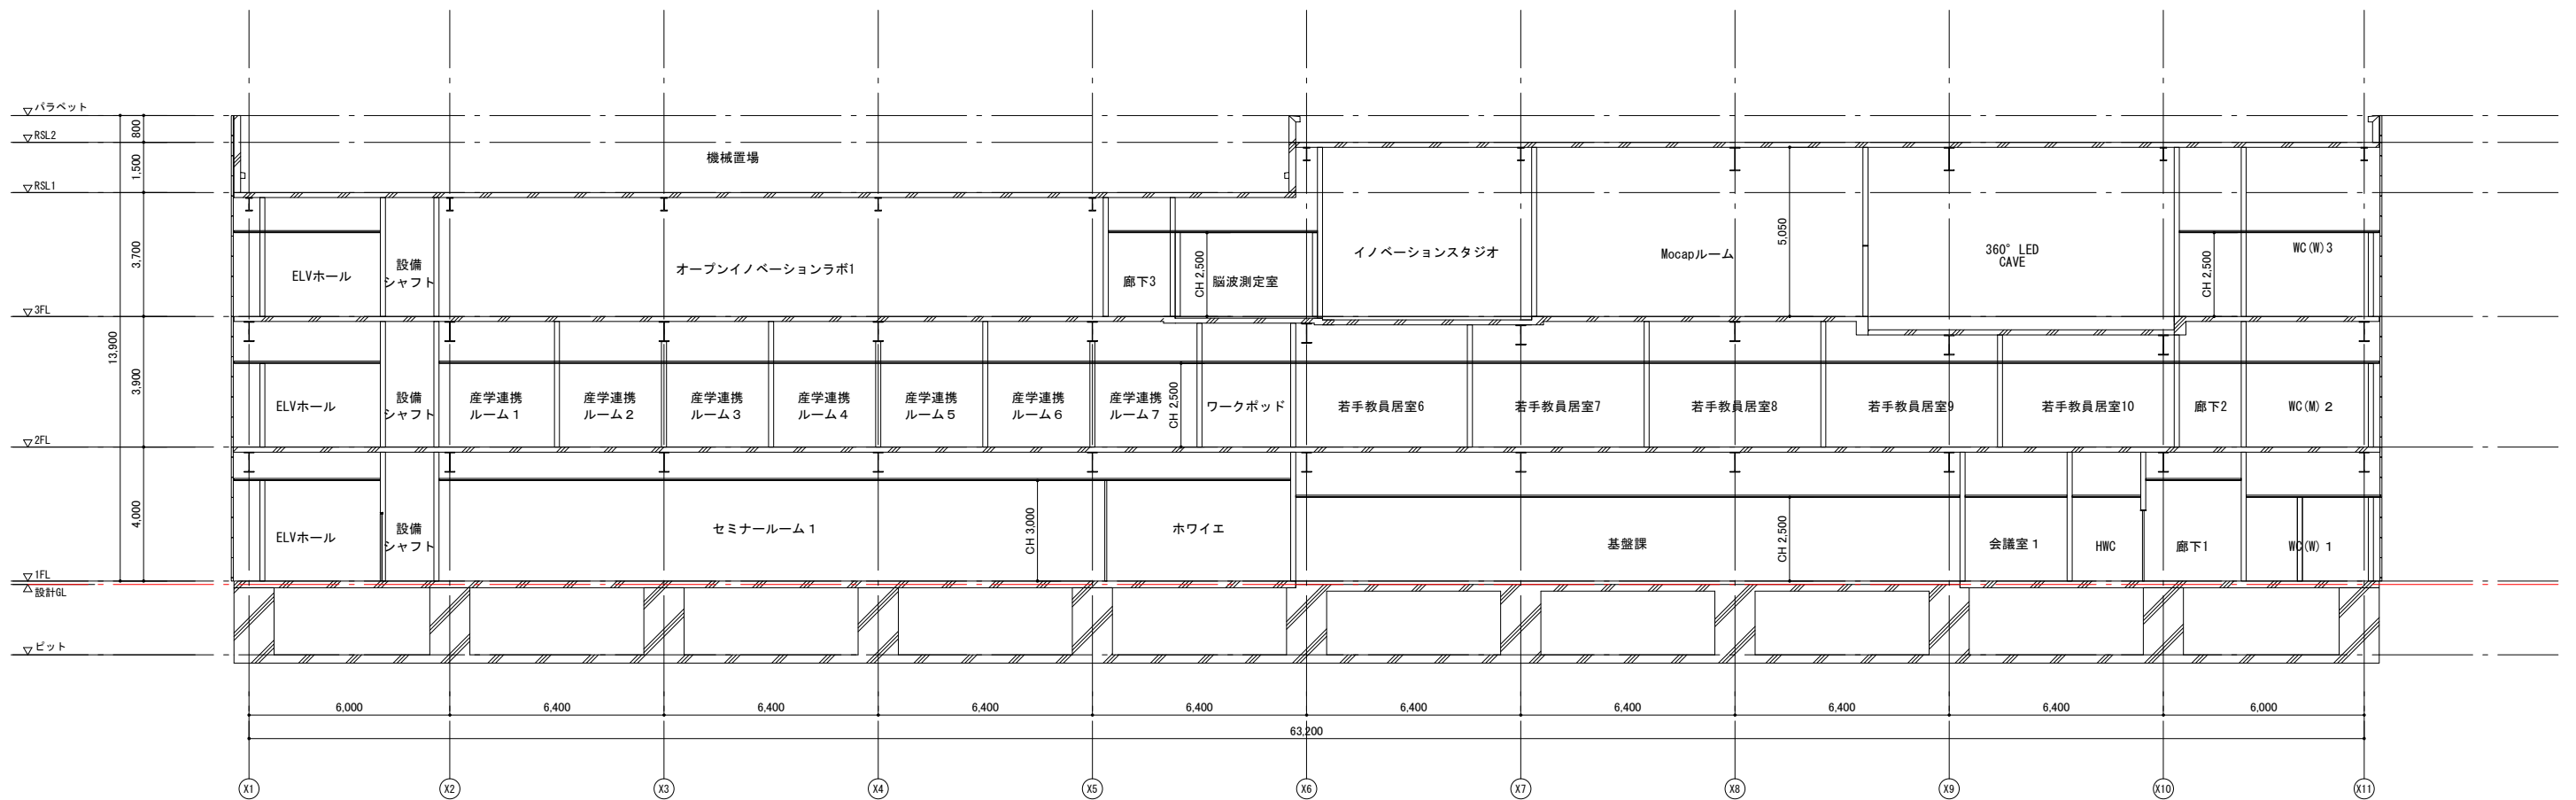 パラペット
800
RSL2
機械置場
1,500
RSL1
3,700
ELVホール
設備
シャフト
オープンイノベーションラボ1
廊下3
CH 2,500
脳波測定室
イノベーションスタジオ
Mocapルーム
5,050
360° LED
CAVE
CH 2,500
WC(W)3
3FL
13,900
3,900
ELVホール
設備
シャフト
産学連携
ルーム１
産学連携
ルーム２
産学連携
ルーム３
産学連携
ルーム４
産学連携
ルーム５
産学連携
ルーム６
産学連携
ルーム７
CH 2,500
ワークポッド
若手教員居室6
若手教員居室7
若手教員居室8
若手教員居室9
若手教員居室10
廊下2
WC(M) 2
2FL
4,000
ELVホール
設備
シャフト
セミナールーム１
CH 3,000
ホワイエ
基盤課
CH 2,500
会議室１
HWC
廊下1
WC(W) 1
1FL
設計GL
ピット
6,000
6,400
6,400
6,400
6,400
6,400
6,400
6,400
6,400
6,000
63,200
X1
X2
X3
X4
X5
X6
X7
X8
X9
X10
X11